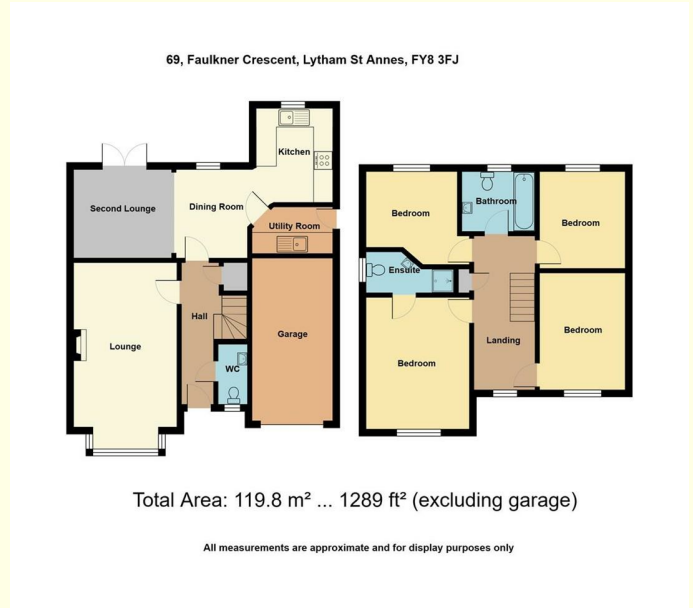 69, Faulkner Crescent, Lytham St Annes, FY8 3FJ
Kitchen
Second Lounge
Dining Room
Utility Room
Lounge
Hall
WC
Garage
Bedroom
Bathroom
Bedroom
Ensuite
Bedroom
Landing
Bedroom
Total Area: 119.8 m² ... 1289 ft² (excluding garage)
All measurements are approximate and for display purposes only